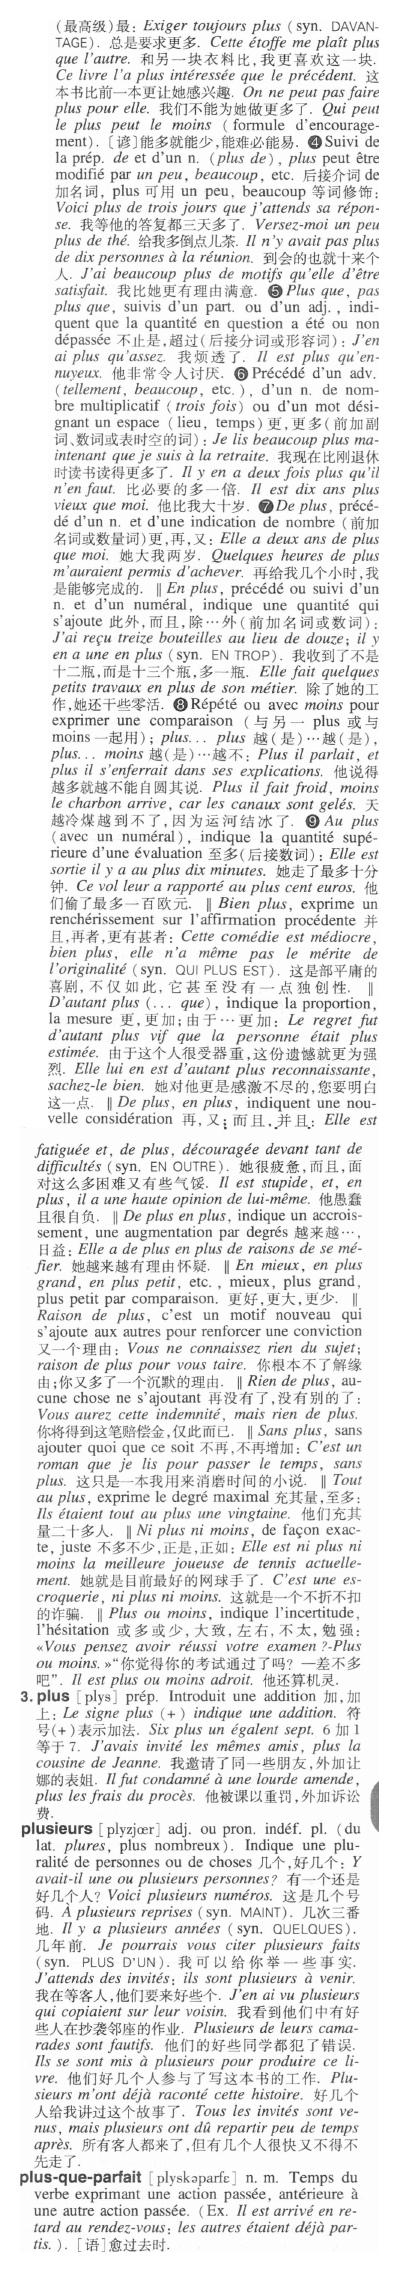 (最高级)最: Exiger toujours plus (syn. DAVAN-
TAGE). 总是要求更多. Cette étoffe me plaît plus
que l'autre. 和另一块衣料比,我更喜欢这一块.
Ce livre l'a plus intéressée que le précédent. 这
本书比前一本更让她感兴趣. On ne peut pas faire
plus pour elle. 我们不能为她做更多了. Qui peut
le plus peut le moins (formule d'encourage-
ment). [谚]能多就能少,能难必能易. ❹Suivi de
la prép. de et d'un n. (plus de), plus peut être
modifié par un peu, beaucoup, etc. 后接介词 de
加名词, plus 可用 un peu, beaucoup 等词修饰:
Voici plus de trois jours que j'attends sa répon-
se. 我等他的答复都三天多了. Versez-moi un peu
plus de thé. 给我多倒点儿茶. Il n'y avait pas plus
de dix personnes à la réunion. 到会的也就十来个
人. J'ai beaucoup plus de motifs qu'elle d'être
satisfait. 我比她更有理由满意. ❺Plus que, pas
plus que, suivis d'un part. ou d'un adj., indi-
quent que la quantité en question a été ou non
dépassée 不止是,超过(后接分词或形容词): J'en
ai plus qu'assez. 我烦透了. Il est plus qu'en-
nuyeux. 他非常令人讨厌. ❻Précédé d'un adv.
(tellement, beaucoup, etc.), d'un n. de nom-
bre multiplicatif (trois fois) ou d'un mot dési-
gnant un espace (lieu, temps) 更,更多(前加副
词、数词或表时空的词): Je lis beaucoup plus ma-
intenant que je suis à la retraite. 我现在比刚退休
时读书读得更多了. Il y en a deux fois plus qu'il
n'en faut. 比必要的多一倍. Il est dix ans plus
vieux que moi. 他比我大十岁. ❼De plus, précé-
dé d'un n. et d'une indication de nombre (前加
名词或数量词)更,再,又: Elle a deux ans de plus
que moi. 她大我两岁. Quelques heures de plus
m'auraient permis d'achever. 再给我几个小时,我
是能够完成的. ‖ En plus, précédé ou suivi d'un
n. et d'un numéral, indique une quantité qui
s'ajoute 此外,而且,除…外(前加名词或数词):
J'ai reçu treize bouteilles au lieu de douze; il y
en a une en plus (syn. EN TROP). 我收到了不是
十二瓶,而是十三个瓶,多一瓶. Elle fait quelques
petits travaux en plus de son métier. 除了她的工
作,她还干些零活. ❽Répété ou avec moins pour
exprimer une comparaison (与另一 plus 或与
moins 一起用); plus... plus 越(是)…越(是),
plus... moins 越(是)…越不: Plus il parlait, et
plus il s'enferrait dans ses explications. 他说得
越多就越不能自圆其说. Plus il fait froid, moins
le charbon arrive, car les canaux sont gelés. 天
越冷煤越到不了,因为运河结冰了. ❾Au plus
(avec un numéral), indique la quantité supé-
rieure d'une évaluation 至多(后接数词): Elle est
sortie il y a au plus dix minutes. 她走了最多十分
钟. Ce vol leur a rapporté au plus cent euros. 他
们偷了最多一百欧元. ‖ Bien plus, exprime un
renchérissement sur l'affirmation procédente 并
且,再者,更有甚者: Cette comédie est médiocre,
bien plus, elle n'a même pas le mérite de
l'originalité (syn. QUI PLUS EST). 这是部平庸的
喜剧,不仅如此,它甚至没有一点独创性. ‖
D'autant plus (... que), indique la proportion,
la mesure 更,更加;由于…更加: Le regret fut
d'autant plus vif que la personne était plus
estimée. 由于这个人很受器重,这份遗憾就更为强
烈. Elle lui en est d'autant plus reconnaissante,
sachez-le bien. 她对他更是感激不尽的,您要明白
这一点. ‖ De plus, en plus, indiquent une nou-
velle considération 再,又;而且,并且: Elle est
fatiguée et, de plus, découragée devant tant de
difficultés (syn. EN OUTRE). 她很疲惫,而且,面
对这么多困难又有些气馁. Il est stupide, et, en
plus, il a une haute opinion de lui-même. 他愚蠢
且很自负. ‖ De plus en plus, indique un accrois-
sement, une augmentation par degrés 越来越…,
日益: Elle a de plus en plus de raisons de se mé-
fier. 她越来越有理由怀疑. ‖ En mieux, en plus
grand, en plus petit, etc., mieux, plus grand,
plus petit par comparaison. 更好,更大,更少. ‖
Raison de plus, c'est un motif nouveau qui
s'ajoute aux autres pour renforcer une conviction
又一个理由: Vous ne connaissez rien du sujet;
raison de plus pour vous taire. 你根本不了解缘
由;你又多了一个沉默的理由. ‖ Rien de plus, au-
cune chose ne s'ajoutant 再没有了,没有别的了:
Vous aurez cette indemnité, mais rien de plus.
你将得到这笔赔偿金,仅此而已. ‖ Sans plus, sans
ajouter quoi que ce soit 不再,不再增加: C'est un
roman que je lis pour passer le temps, sans
plus. 这只是一本我用来消磨时间的小说. ‖ Tout
au plus, exprime le degré maximal 充其量,至多:
Ils étaient tout au plus une vingtaine. 他们充其
量二十多人. ‖ Ni plus ni moins, de façon exac-
te, juste 不多不少,正是,正如: Elle est ni plus ni
moins la meilleure joueuse de tennis actuelle-
ment. 她就是目前最好的网球手了. C'est une es-
croquerie, ni plus ni moins. 这就是一个不折不扣
的诈骗. ‖ Plus ou moins, indique l'incertitude,
l'hésitation 或多或少,大致,左右,不太,勉强:
«Vous pensez avoir réussi votre examen ?-Plus
ou moins.»“你觉得你的考试通过了吗? —差不多
吧”. Il est plus ou moins adroit. 他还算机灵.
3. plus [plys] prép. Introduit une addition 加,加
上: Le signe plus (+) indique une addition. 符
号(+)表示加法. Six plus un égalent sept. 6 加 1
等于 7. J'avais invité les mêmes amis, plus la
cousine de Jeanne. 我邀请了同一些朋友,外加让
娜的表姐. Il fut condamné à une lourde amende,
plus les frais du procès. 他被课以重罚,外加诉讼
费.
plusieurs [plyzjœr] adj. ou pron. indéf. pl. (du
lat. plures, plus nombreux). Indique une plu-
ralité de personnes ou de choses 几个,好几个: Y
avait-il une ou plusieurs personnes? 有一个还是
好几个人? Voici plusieurs numéros. 这是几个号
码. À plusieurs reprises (syn. MAINT). 几次三番
地. Il y a plusieurs années (syn. QUELQUES).
几年前. Je pourrais vous citer plusieurs faits
(syn. PLUS D'UN). 我可以给你举一些事实.
J'attends des invités: ils sont plusieurs à venir.
我在等客人,他们要来好些个. J'en ai vu plusieurs
qui copiaient sur leur voisin. 我看到他们中有好
些人在抄袭邻座的作业. Plusieurs de leurs cama-
rades sont fautifs. 他们的好些同学都犯了错误.
Ils se sont mis à plusieurs pour produire ce li-
vre. 他们好几个人参与了写这本书的工作. Plu-
sieurs m'ont déjà raconté cette histoire. 好几个
人给我讲过这个故事了. Tous les invités sont ve-
nus, mais plusieurs ont dû repartir peu de temps
après. 所有客人都来了,但有几个人很快又不得不
先走了.
plus-que-parfait [plyskəparfɛ] n. m. Temps du
verbe exprimant une action passée, antérieure à
une autre action passée. (Ex. Il est arrivé en re-
tard au rendez-vous: les autres étaient déjà par-
tis.). [语]愈过去时.